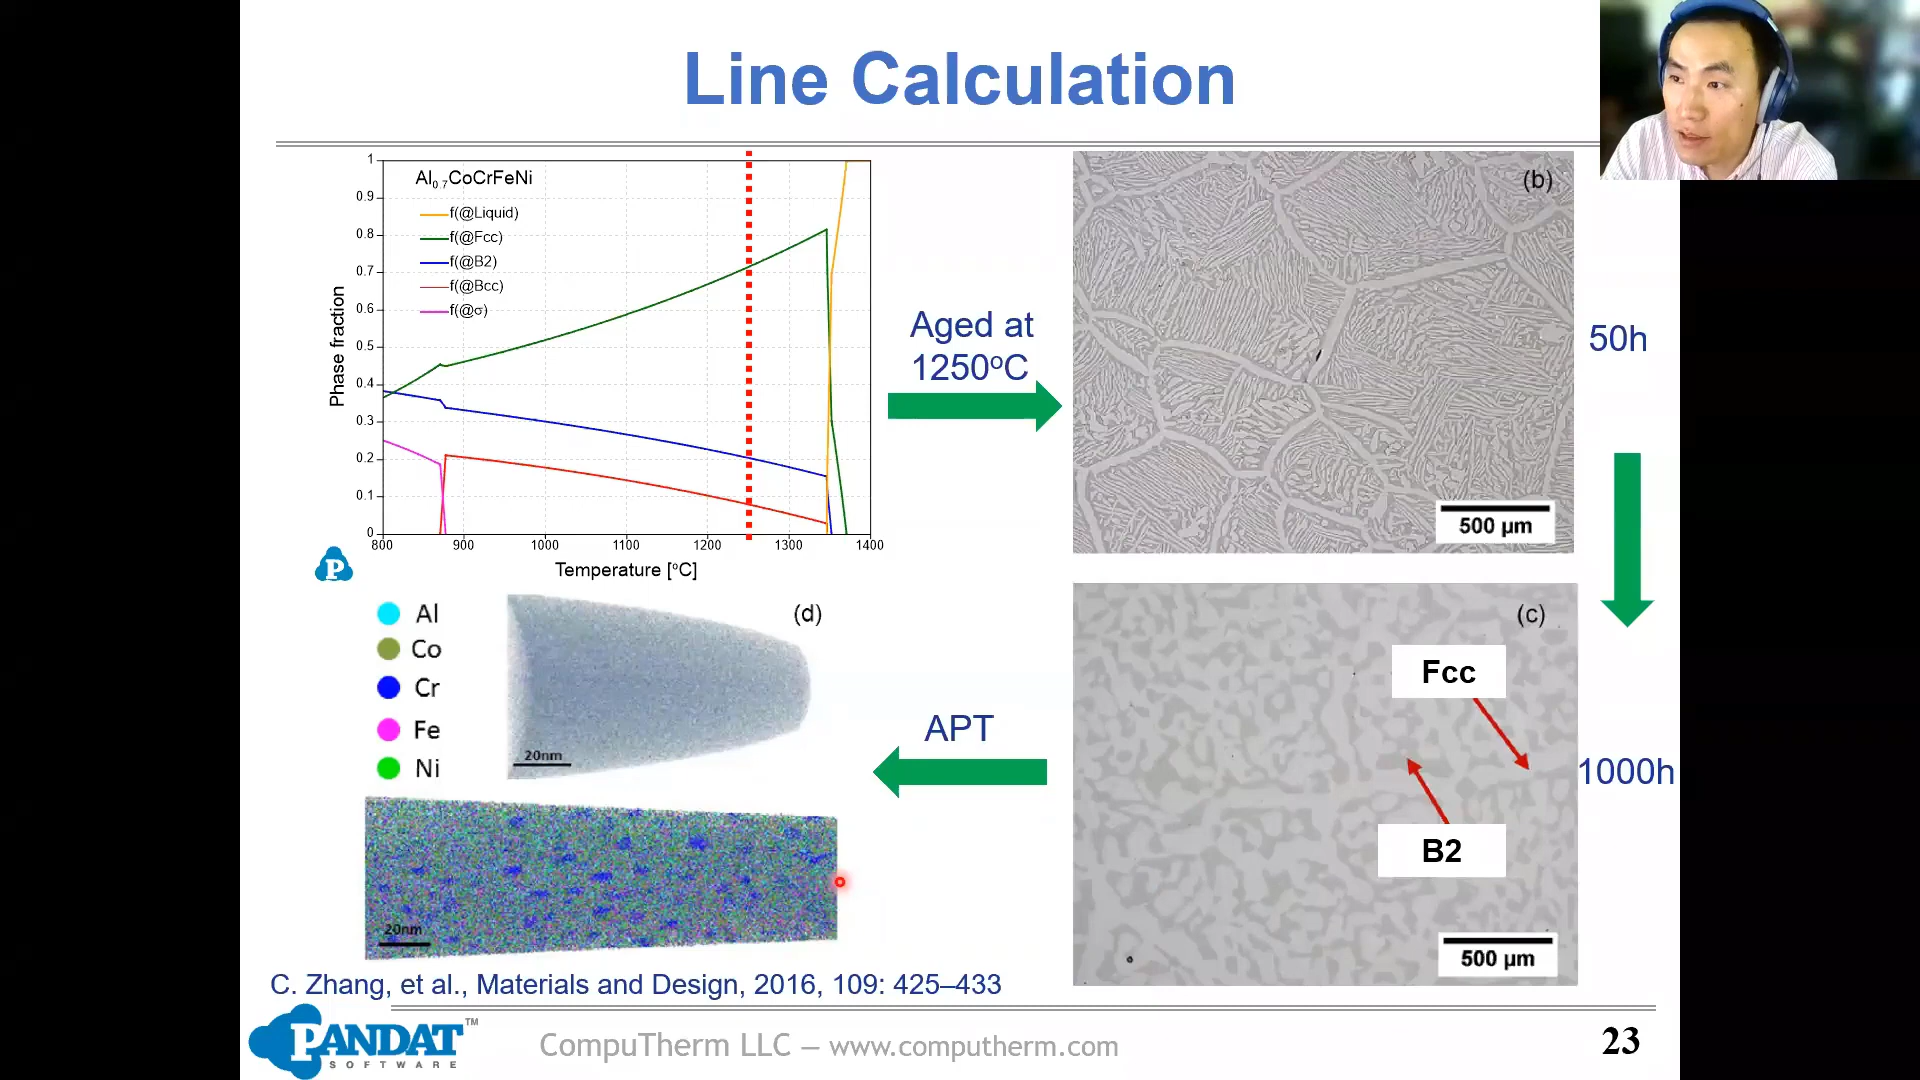 Line Calculation
Al0.7CoCrFeNi
f(@Liquid)
f(@Fcc)
f(@B2)
f(@Bcc)
f(@σ)
Phase fraction
1
0.9
0.8
0.7
0.6
0.5
0.4
0.3
0.2
0.1
0
800 900 1000 1100 1200 1300 1400
Temperature [°C]
P
Aged at
1250°C
(b)
500 µm
50h
Al
Co
Cr
Fe
Ni
(d)
20nm
20nm
APT
(c)
Fcc
B2
500 µm
1000h
C. Zhang, et al., Materials and Design, 2016, 109: 425–433
PANDAT™
SOFTWARE
CompuTherm LLC – www.computherm.com
23